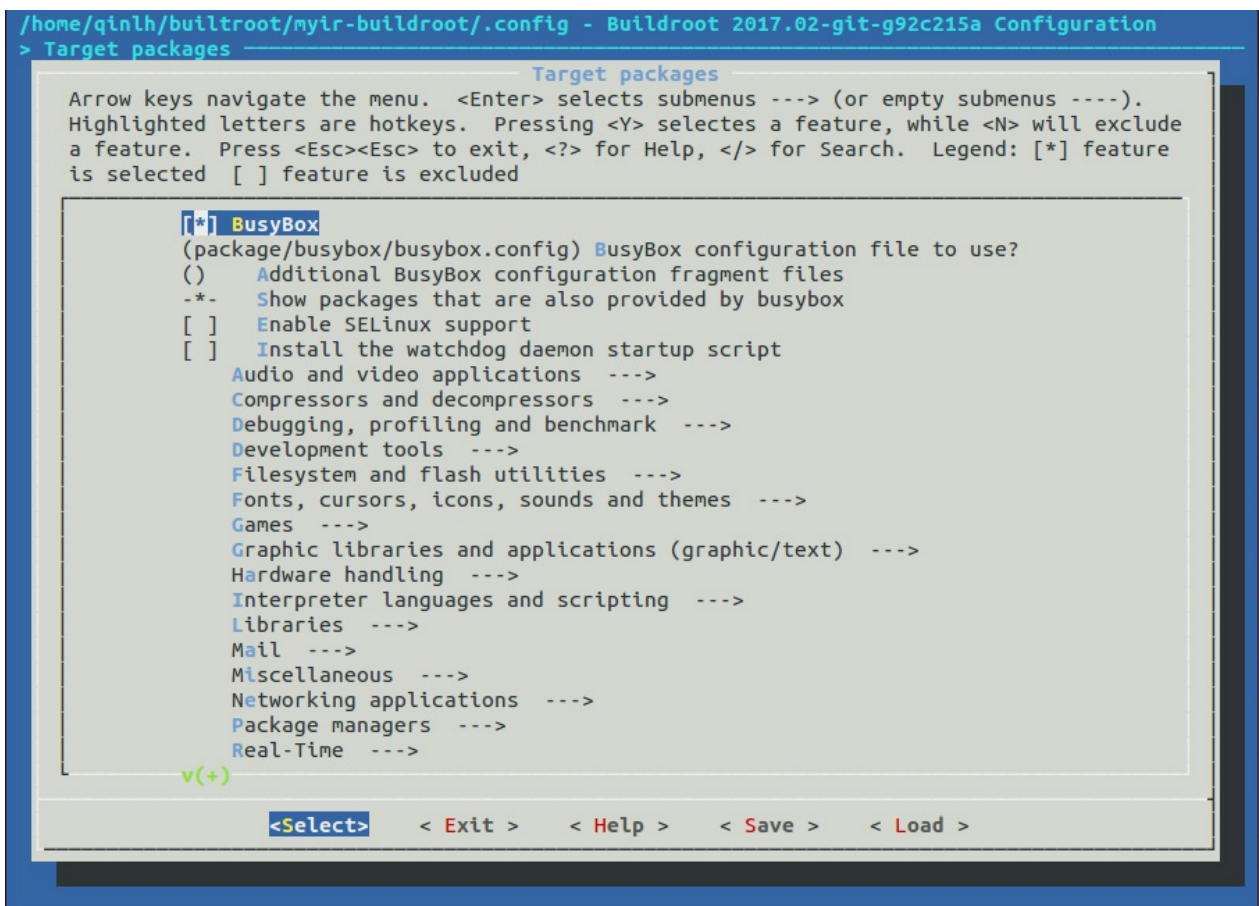 /home/qinlh/builtroot/myir-buildroot/.config - Buildroot 2017.02-git-g92c215a Configuration
> Target packages
Target packages
Arrow keys navigate the menu.  <Enter> selects submenus ---> (or empty submenus ----).
Highlighted letters are hotkeys.  Pressing <Y> selectes a feature, while <N> will exclude
a feature.  Press <Esc><Esc> to exit, <?> for Help, </> for Search.  Legend: [*] feature
is selected  [ ] feature is excluded
[*] BusyBox
(package/busybox/busybox.config) BusyBox configuration file to use?
()    Additional BusyBox configuration fragment files
-*-   Show packages that are also provided by busybox
[ ]   Enable SELinux support
[ ]   Install the watchdog daemon startup script
Audio and video applications  --->
Compressors and decompressors  --->
Debugging, profiling and benchmark  --->
Development tools  --->
Filesystem and flash utilities  --->
Fonts, cursors, icons, sounds and themes  --->
Games  --->
Graphic libraries and applications (graphic/text)  --->
Hardware handling  --->
Interpreter languages and scripting  --->
Libraries  --->
Mail  --->
Miscellaneous  --->
Networking applications  --->
Package managers  --->
Real-Time  --->
v(+)
<Select>    < Exit >    < Help >    < Save >    < Load >